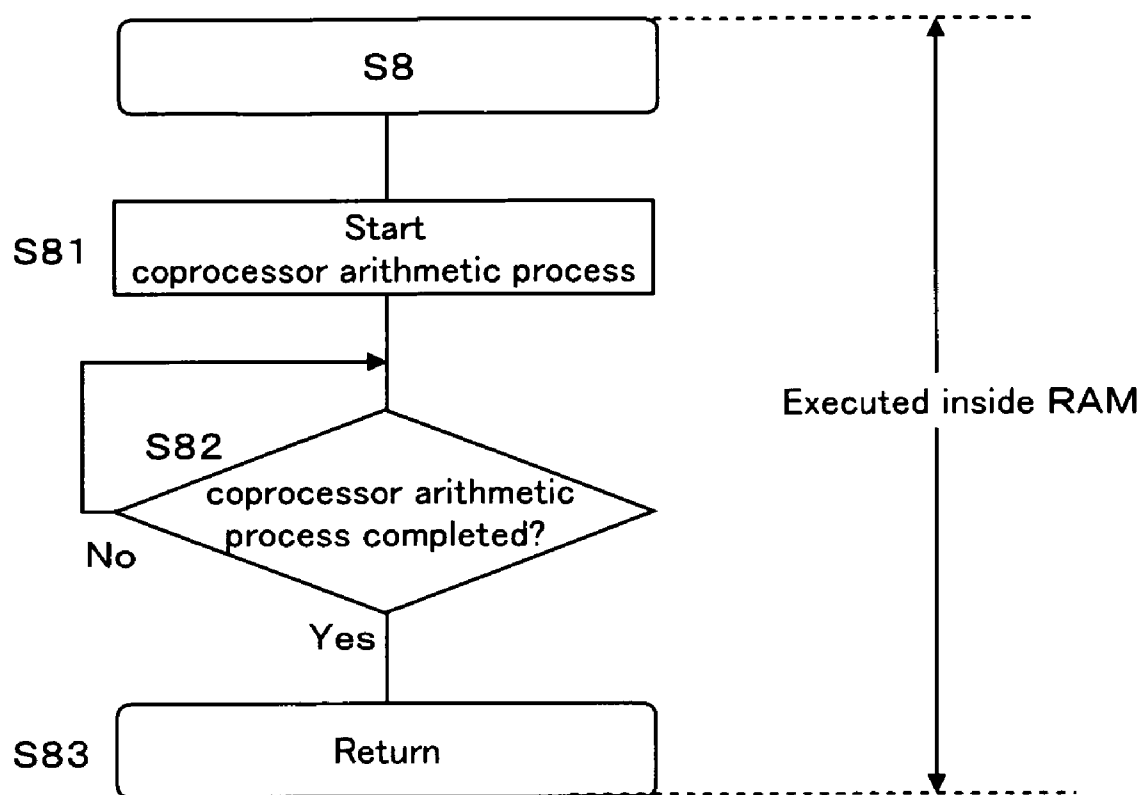 S8
S81
Start
coprocessor arithmetic process
Executed inside RAM
S82
coprocessor arithmetic
process completed?
No
Yes
S83
Return